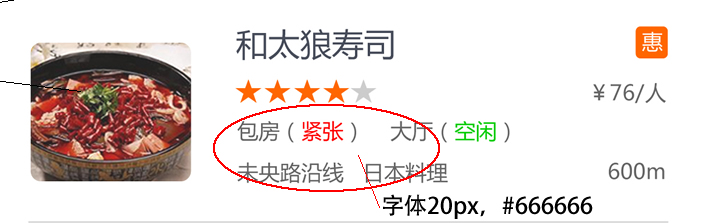 和太狼寿司 惠
￥76/人
包房（紧张） 大厅（空闲）
未央路沿线 日本料理 600m
字体20px，#666666